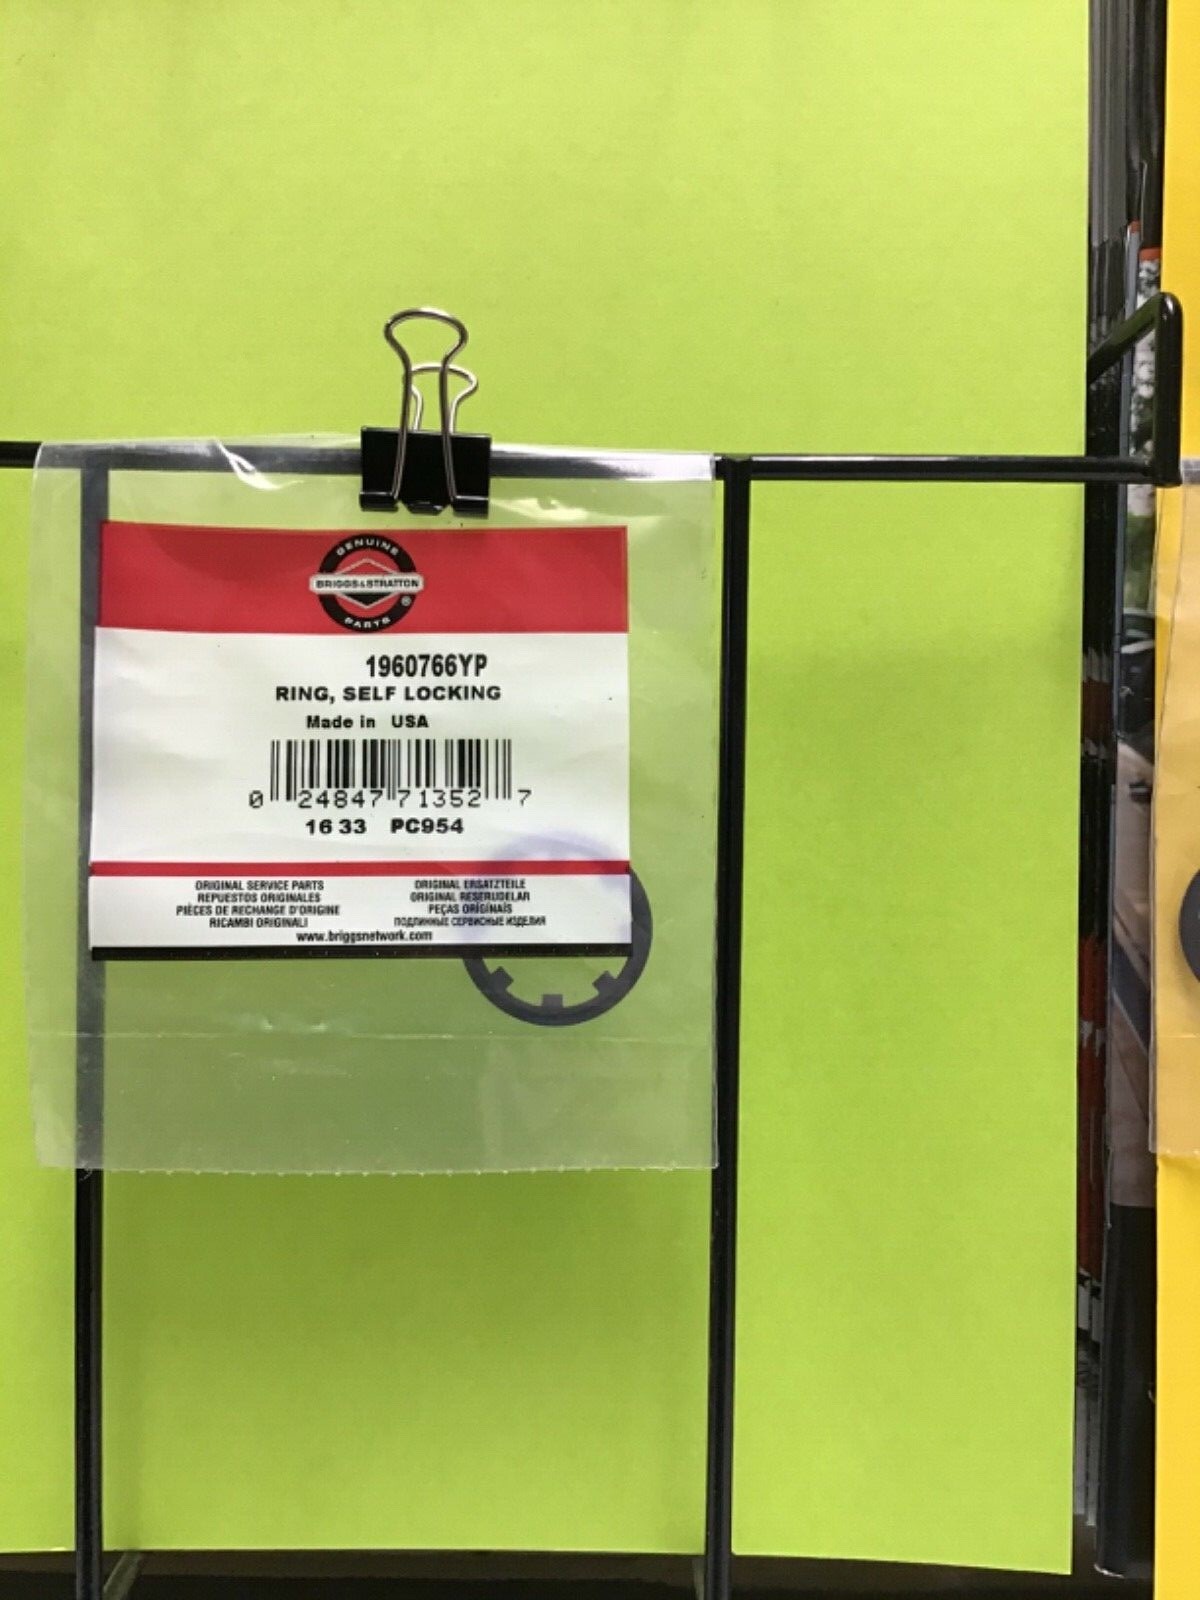 GENUINE
BRIGGS & STRATTON
®
PARTS
1960766YP
RING, SELF LOCKING
Made in USA
0 24847 71352 7
16 33 PC954
ORIGINAL SERVICE PARTS ORIGINAL ERSATZTEILE
REPUESTOS ORIGINALES ORIGINAL RESERVDELAR
PIÈCES DE RECHANGE D'ORIGINE PEÇAS ORIGINAIS
RICAMBI ORIGINALI ПОДЛИННЫЕ СЕРВИСНЫЕ ИЗДЕЛИЯ
www.briggsnetwork.com